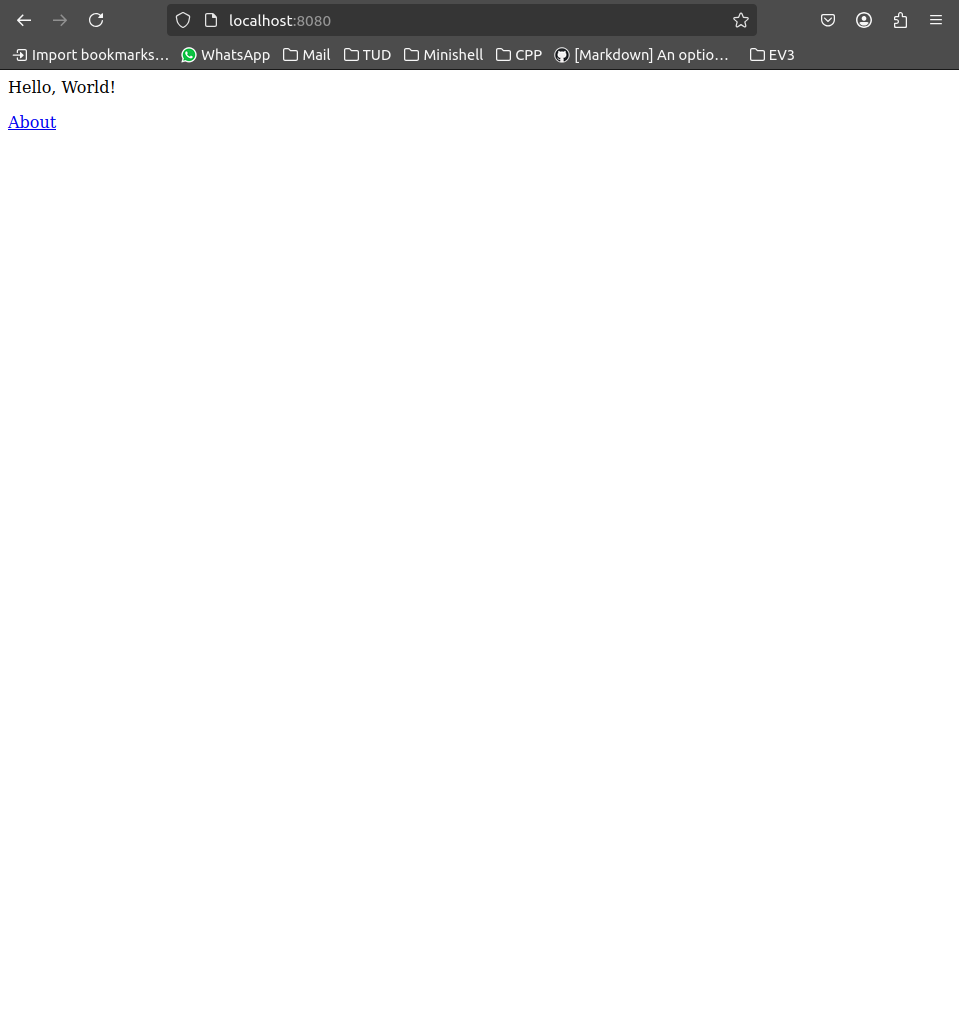 localhost:8080
Import bookmarks... WhatsApp Mail TUD Minishell CPP [Markdown] An optio... EV3
Hello, World!
About